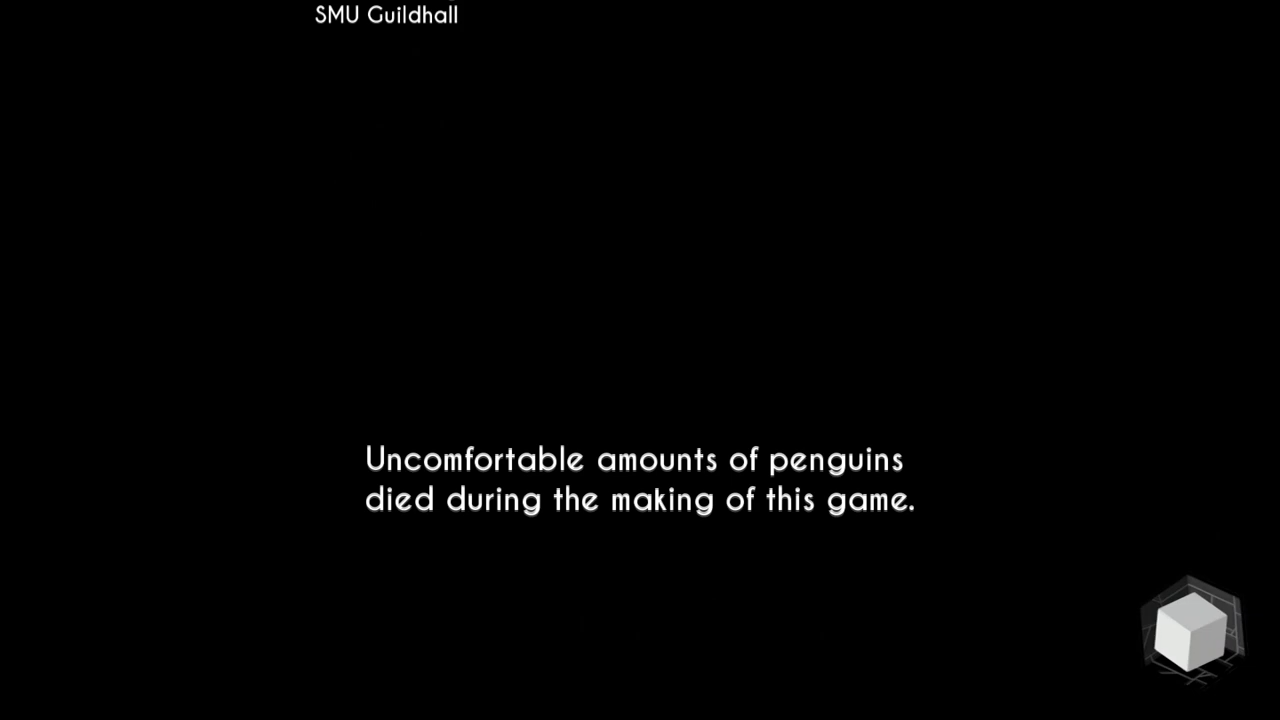 SMU Guildhall
Uncomfortable amounts of penguins
died during the making of this game.